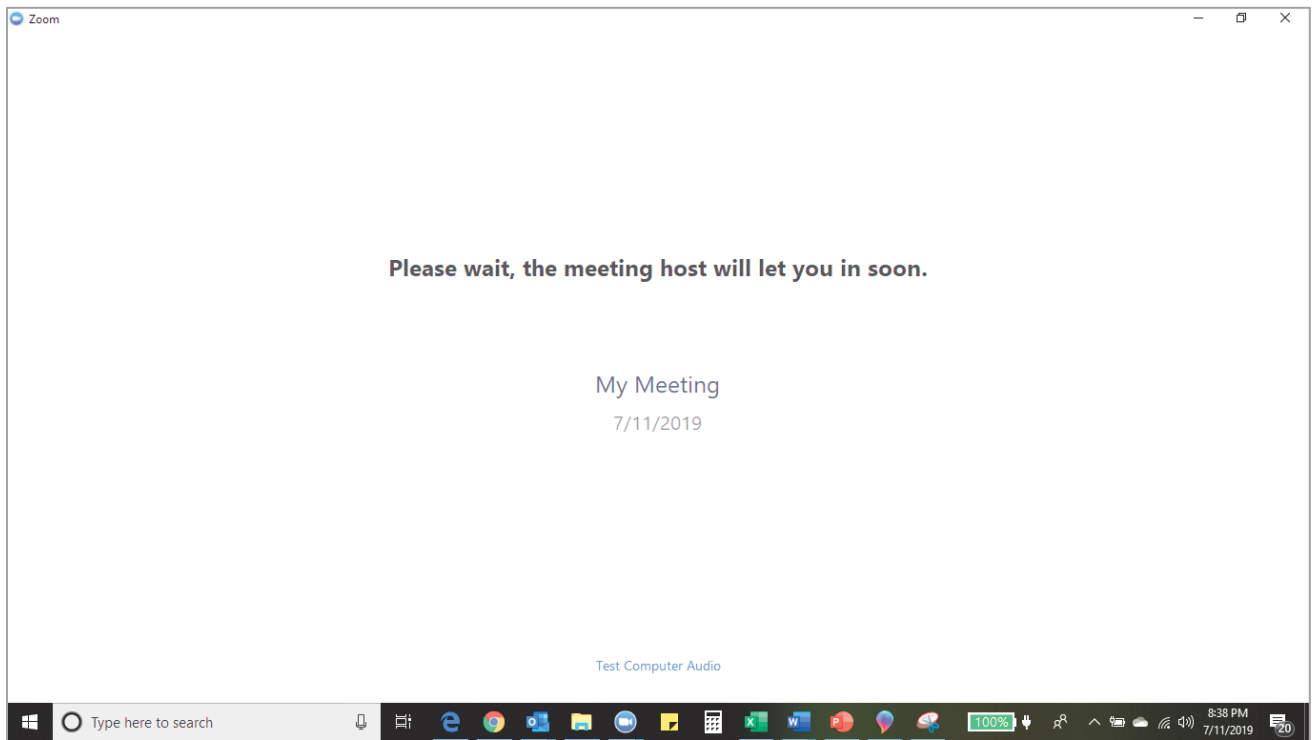 Zoom
Please wait, the meeting host will let you in soon.
My Meeting
7/11/2019
Test Computer Audio
Type here to search
100%
8:38 PM
7/11/2019
20